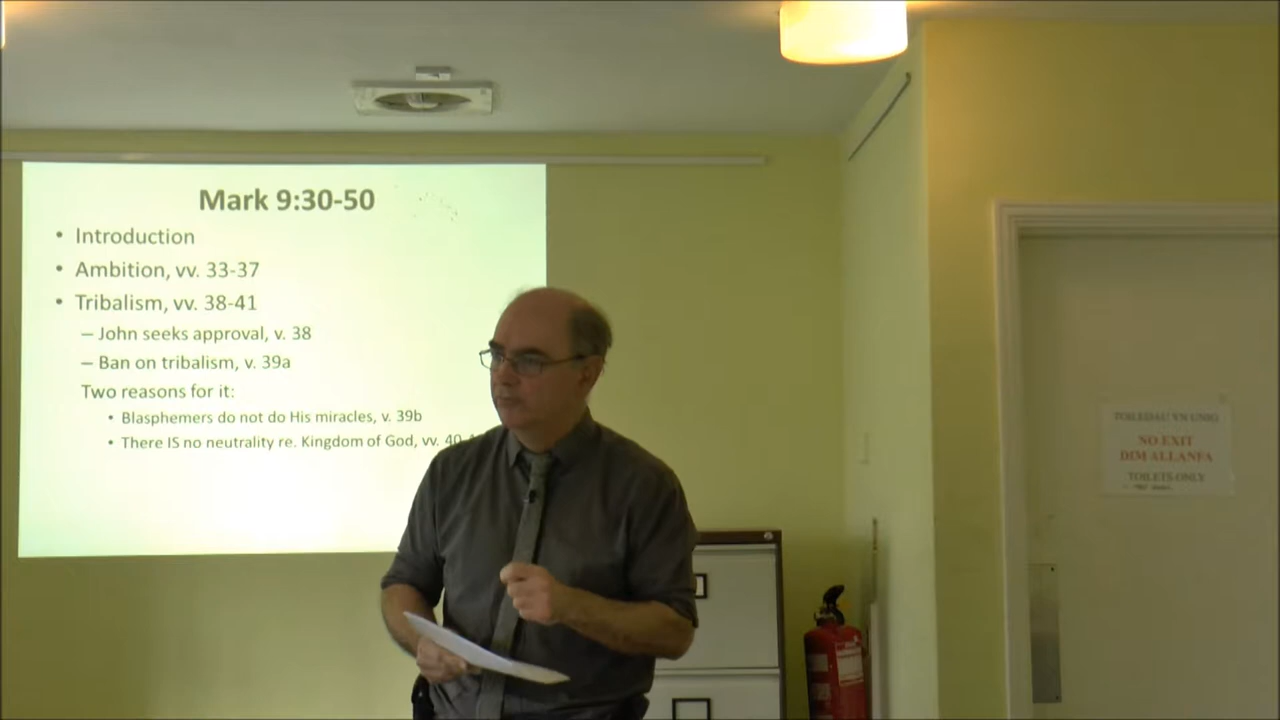 Mark 9:30-50
• Introduction
• Ambition, vv. 33-37
• Tribalism, vv. 38-41
– John seeks approval, v. 38
– Ban on tribalism, v. 39a
Two reasons for it:
• Blasphemers do not do His miracles, v. 39b
• There IS no neutrality re. Kingdom of God, vv. 40-
TOILEDAU YN UNIG
NO EXIT
DIM ALLANFA
TOILETS ONLY